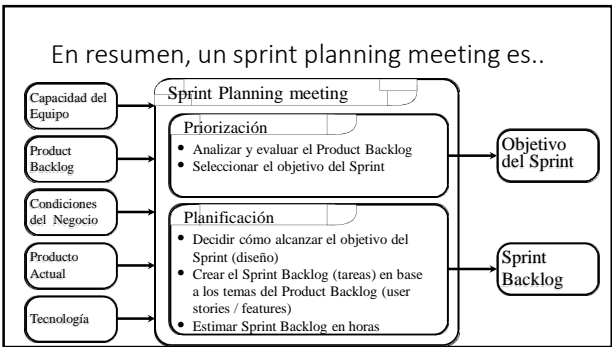 En resumen, un sprint planning meeting es..
Capacidad del
Equipo
Product
Backlog
Condiciones
del Negocio
Producto
Actual
Tecnología
Sprint Planning meeting
Priorización
• Analizar y evaluar el Product Backlog
• Seleccionar el objetivo del Sprint
Planificación
• Decidir cómo alcanzar el objetivo del
Sprint (diseño)
• Crear el Sprint Backlog (tareas) en base
a los temas del Product Backlog (user
stories / features)
• Estimar Sprint Backlog en horas
Objetivo
del Sprint
Sprint
Backlog